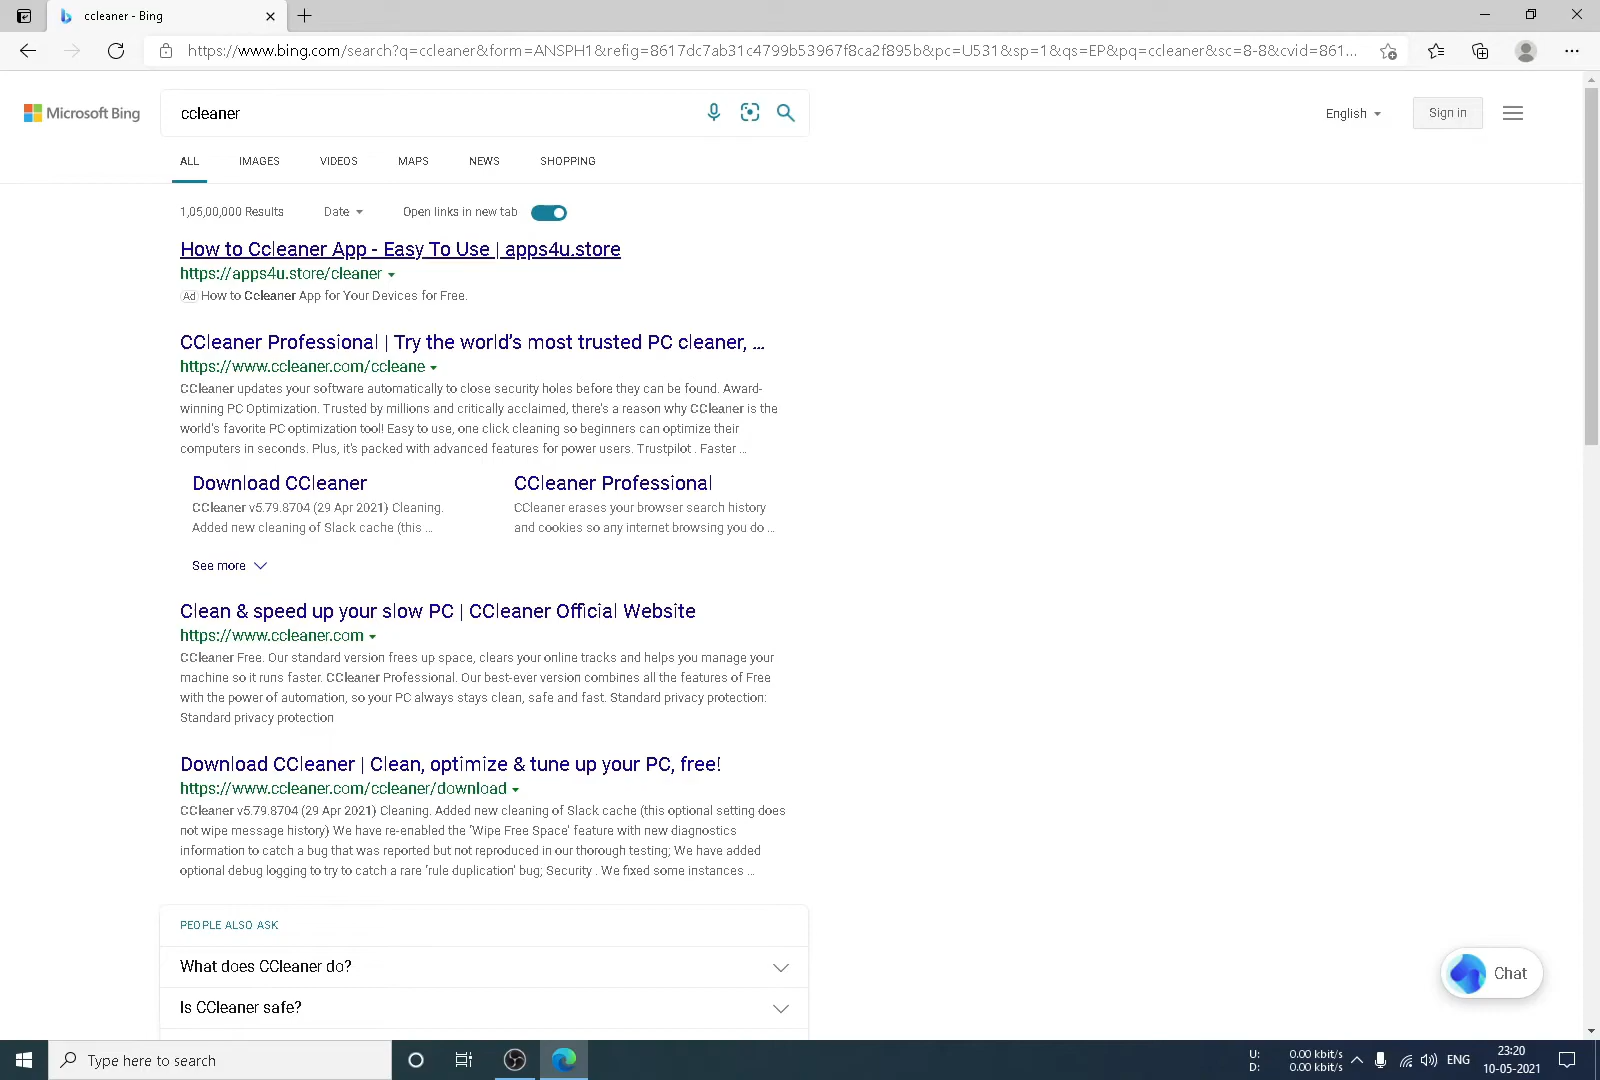 ccleaner - Bing
https://www.bing.com/search?q=ccleaner&form=ANSPH1&refig=8617dc7ab31c4799b53967f8ca2f895b&pc=U531&sp=1&qs=EP&pq=ccleaner&sc=8-8&cvid=861...
Microsoft Bing
ccleaner
English
Sign in
ALL IMAGES VIDEOS MAPS NEWS SHOPPING
1,05,00,000 Results Date Open links in new tab
How to Ccleaner App - Easy To Use | apps4u.store
https://apps4u.store/cleaner
Ad How to Ccleaner App for Your Devices for Free.
CCleaner Professional | Try the world’s most trusted PC cleaner, ...
https://www.ccleaner.com/ccleane
CCleaner updates your software automatically to close security holes before they can be found. Award-
winning PC Optimization. Trusted by millions and critically acclaimed, there's a reason why CCleaner is the
world's favorite PC optimization tool! Easy to use, one click cleaning so beginners can optimize their
computers in seconds. Plus, it's packed with advanced features for power users. Trustpilot . Faster ...
Download CCleaner
CCleaner v5.79.8704 (29 Apr 2021) Cleaning.
Added new cleaning of Slack cache (this ...
CCleaner Professional
CCleaner erases your browser search history
and cookies so any internet browsing you do ...
See more
Clean & speed up your slow PC | CCleaner Official Website
https://www.ccleaner.com
CCleaner Free. Our standard version frees up space, clears your online tracks and helps you manage your
machine so it runs faster. CCleaner Professional. Our best-ever version combines all the features of Free
with the power of automation, so your PC always stays clean, safe and fast. Standard privacy protection:
Standard privacy protection
Download CCleaner | Clean, optimize & tune up your PC, free!
https://www.ccleaner.com/ccleaner/download
CCleaner v5.79.8704 (29 Apr 2021) Cleaning. Added new cleaning of Slack cache (this optional setting does
not wipe message history) We have re-enabled the 'Wipe Free Space' feature with new diagnostics
information to catch a bug that was reported but not reproduced in our thorough testing; We have added
optional debug logging to try to catch a rare 'rule duplication' bug; Security . We fixed some instances ...
PEOPLE ALSO ASK
What does CCleaner do?
Is CCleaner safe?
Chat
Type here to search
U: 0.00 kbit/s
D: 0.00 kbit/s
ENG
23:20
10-05-2021